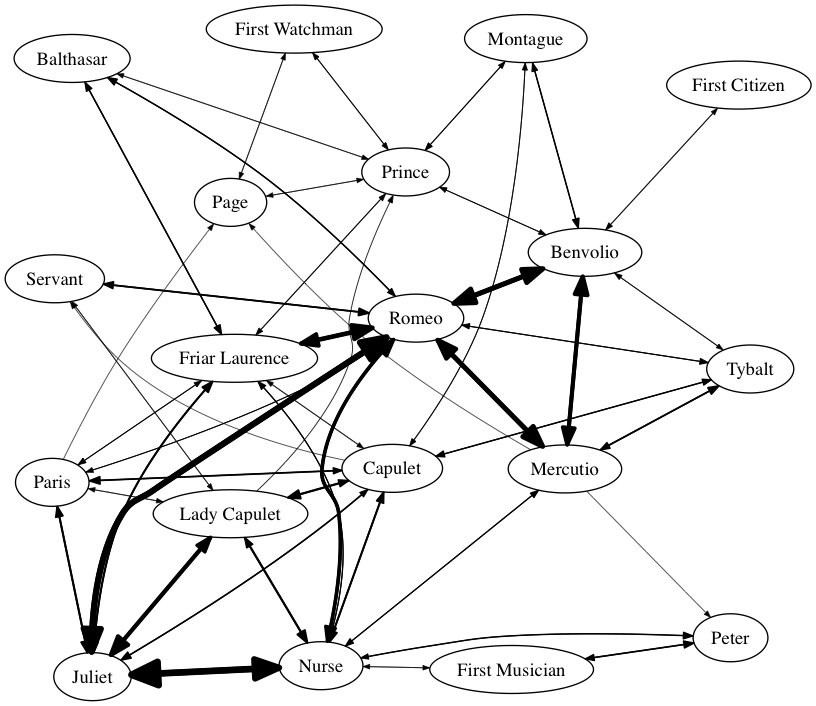 First Watchman
Montague
Balthasar
First Citizen
Prince
Page
Benvolio
Servant
Romeo
Friar Laurence
Tybalt
Capulet
Mercutio
Paris
Lady Capulet
Peter
Nurse
First Musician
Juliet